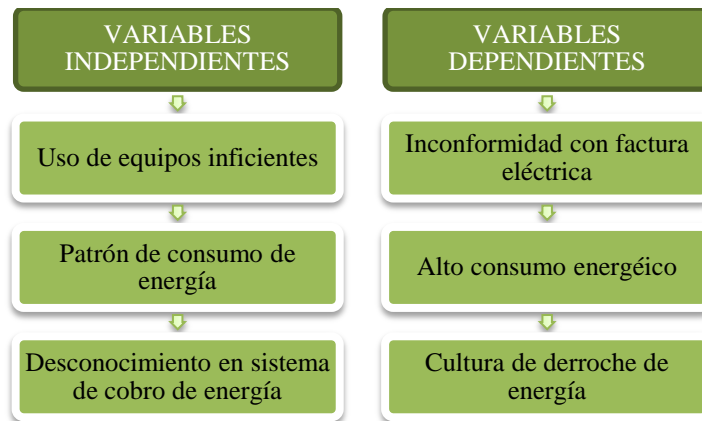 VARIABLES
INDEPENDIENTES
Uso de equipos inficientes
Patrón de consumo de
energía
Desconocimiento en sistema
de cobro de energía
VARIABLES
DEPENDIENTES
Inconformidad con factura
eléctrica
Alto consumo energéico
Cultura de derroche de
energía